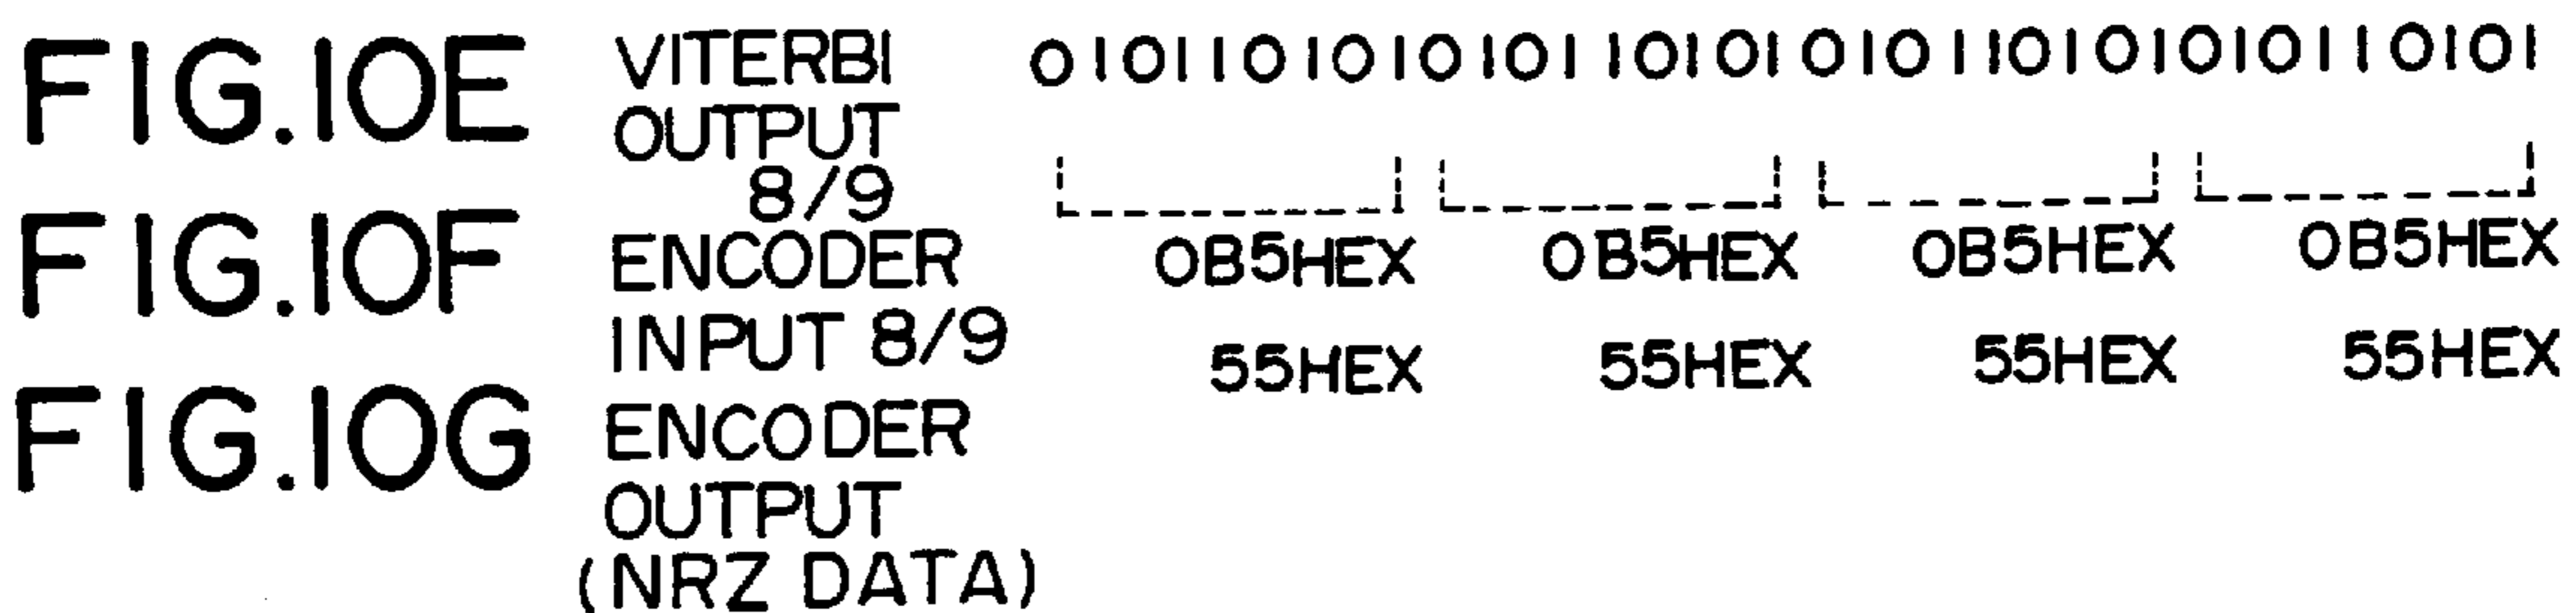 FIG.10E
VITERBI
OUTPUT
010110101010110101010110101010110101
FIG.10F
8/9
ENCODER
INPUT 8/9
0B5HEX 0B5HEX 0B5HEX 0B5HEX
55HEX 55HEX 55HEX 55HEX
FIG.10G
ENCODER
OUTPUT
(NRZ DATA)